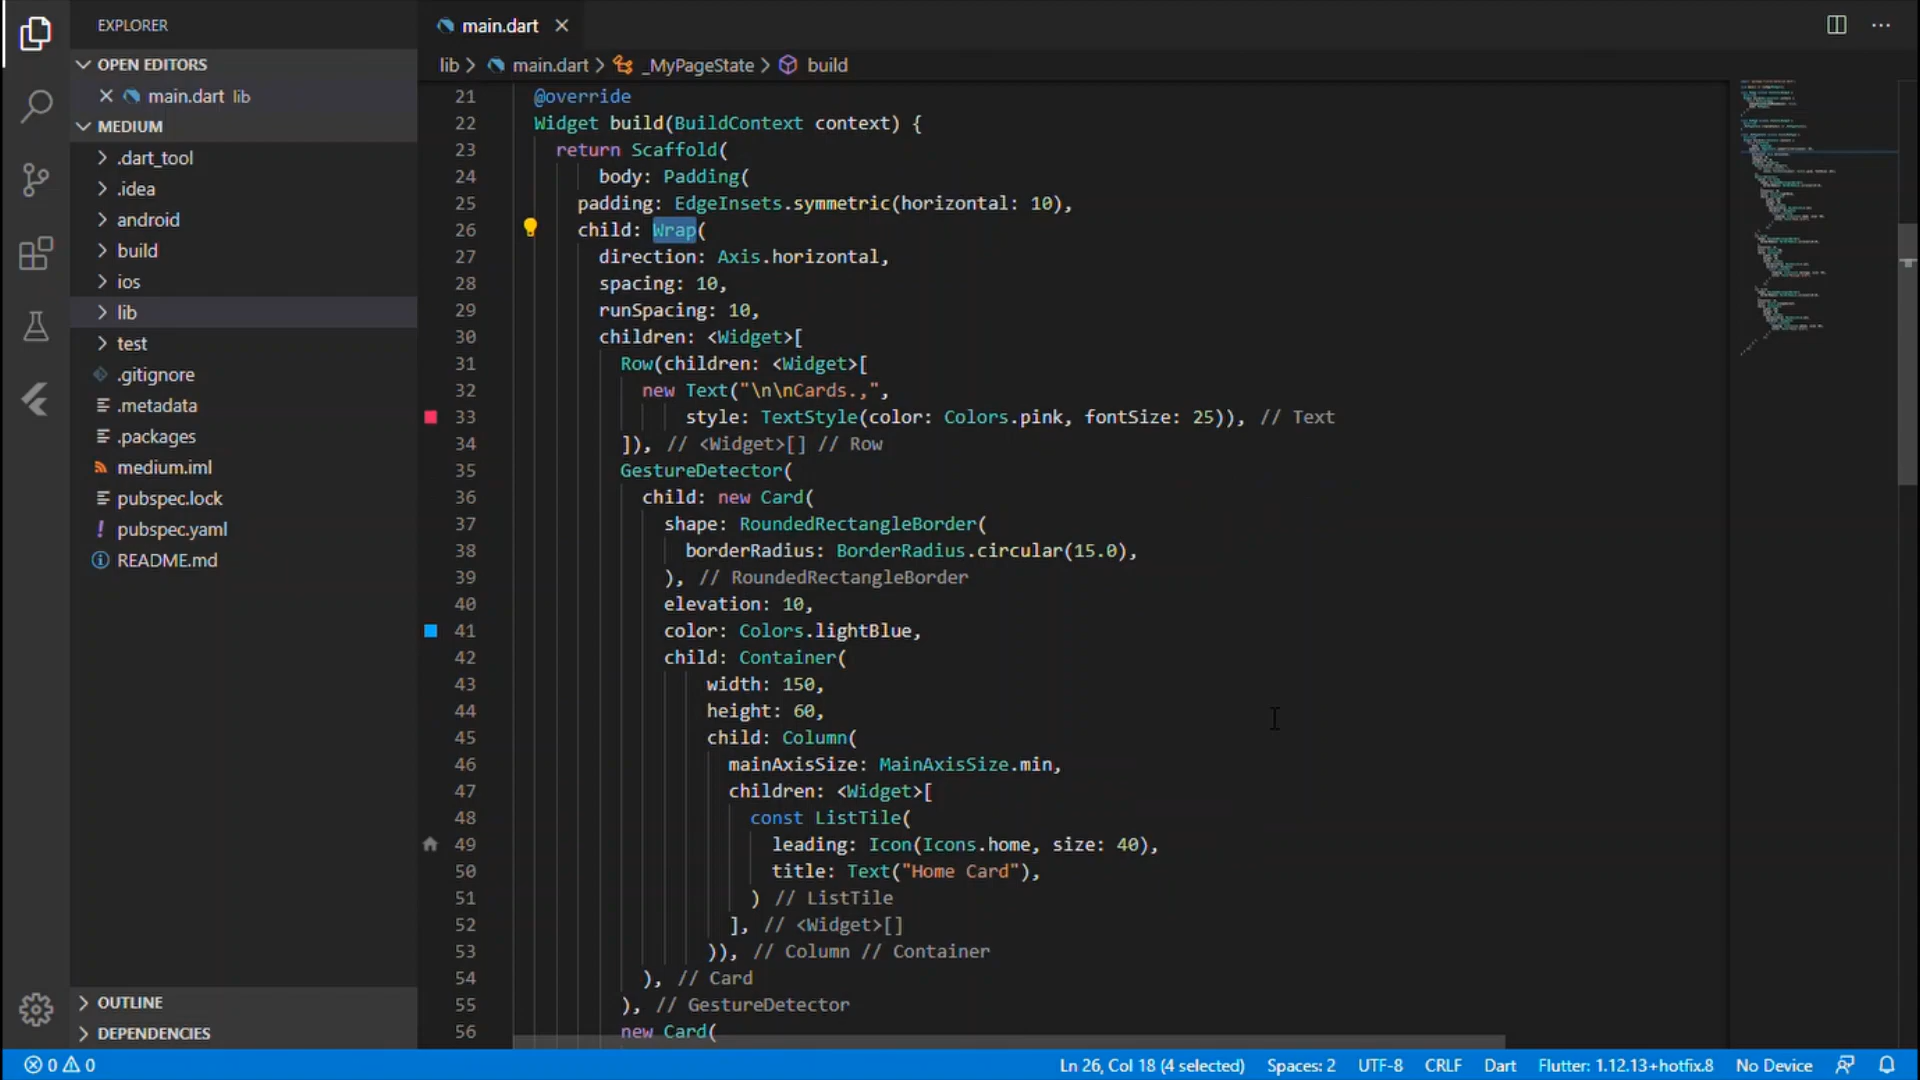 EXPLORER
OPEN EDITORS
main.dart lib
MEDIUM
.dart_tool
.idea
android
build
ios
lib
test
.gitignore
.metadata
.packages
medium.iml
pubspec.lock
pubspec.yaml
README.md
OUTLINE
DEPENDENCIES
main.dart
lib > main.dart > _MyPageState > build
21 @override
22 Widget build(BuildContext context) {
23 return Scaffold(
24 body: Padding(
25 padding: EdgeInsets.symmetric(horizontal: 10),
26 child: Wrap(
27 direction: Axis.horizontal,
28 spacing: 10,
29 runSpacing: 10,
30 children: <Widget>[
31 Row(children: <Widget>[
32 new Text("\n\nCards.,",
33 style: TextStyle(color: Colors.pink, fontSize: 25)), // Text
34 ]), // <Widget>[] // Row
35 GestureDetector(
36 child: new Card(
37 shape: RoundedRectangleBorder(
38 borderRadius: BorderRadius.circular(15.0),
39 ), // RoundedRectangleBorder
40 elevation: 10,
41 color: Colors.lightBlue,
42 child: Container(
43 width: 150,
44 height: 60,
45 child: Column(
46 mainAxisSize: MainAxisSize.min,
47 children: <Widget>[
48 const ListTile(
49 leading: Icon(Icons.home, size: 40),
50 title: Text("Home Card"),
51 ) // ListTile
52 ], // <Widget>[]
53 )), // Column // Container
54 ), // Card
55 ), // GestureDetector
56 new Card(
0 0 Ln 26, Col 18 (4 selected) Spaces: 2 UTF-8 CRLF Dart Flutter: 1.12.13+hotfix.8 No Device